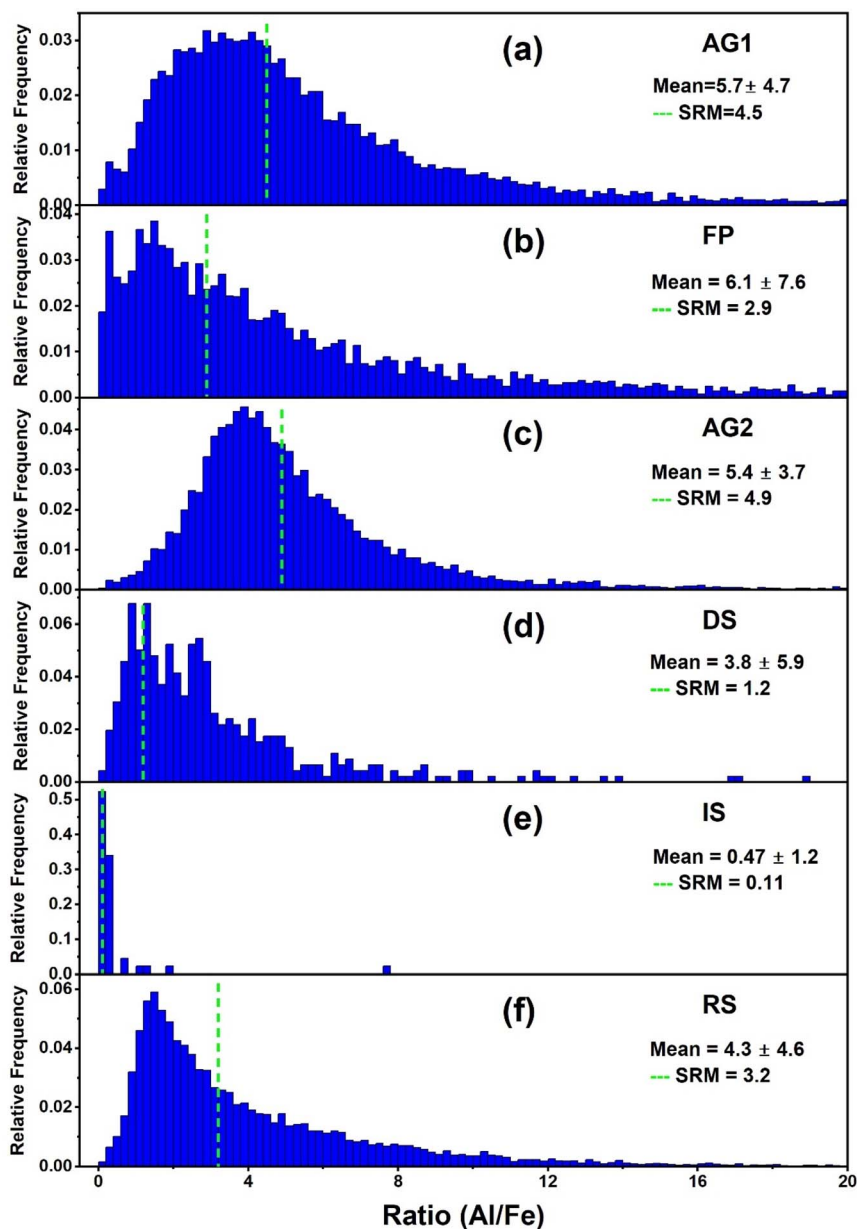 Relative Frequency
0.03
0.02
0.01
0.00
(a)
AG1
Mean=5.7± 4.7
--- SRM=4.5
Relative Frequency
0.04
0.03
0.02
0.01
0.00
(b)
FP
Mean = 6.1 ± 7.6
--- SRM = 2.9
Relative Frequency
0.04
0.03
0.02
0.01
0.00
(c)
AG2
Mean = 5.4 ± 3.7
--- SRM = 4.9
Relative Frequency
0.06
0.04
0.02
0.00
(d)
DS
Mean = 3.8 ± 5.9
--- SRM = 1.2
Relative Frequency
0.5
0.4
0.3
0.2
0.1
0.0
(e)
IS
Mean = 0.47 ± 1.2
--- SRM = 0.11
Relative Frequency
0.06
0.04
0.02
0.00
(f)
RS
Mean = 4.3 ± 4.6
--- SRM = 3.2
0 4 8 12 16 20
Ratio (Al/Fe)